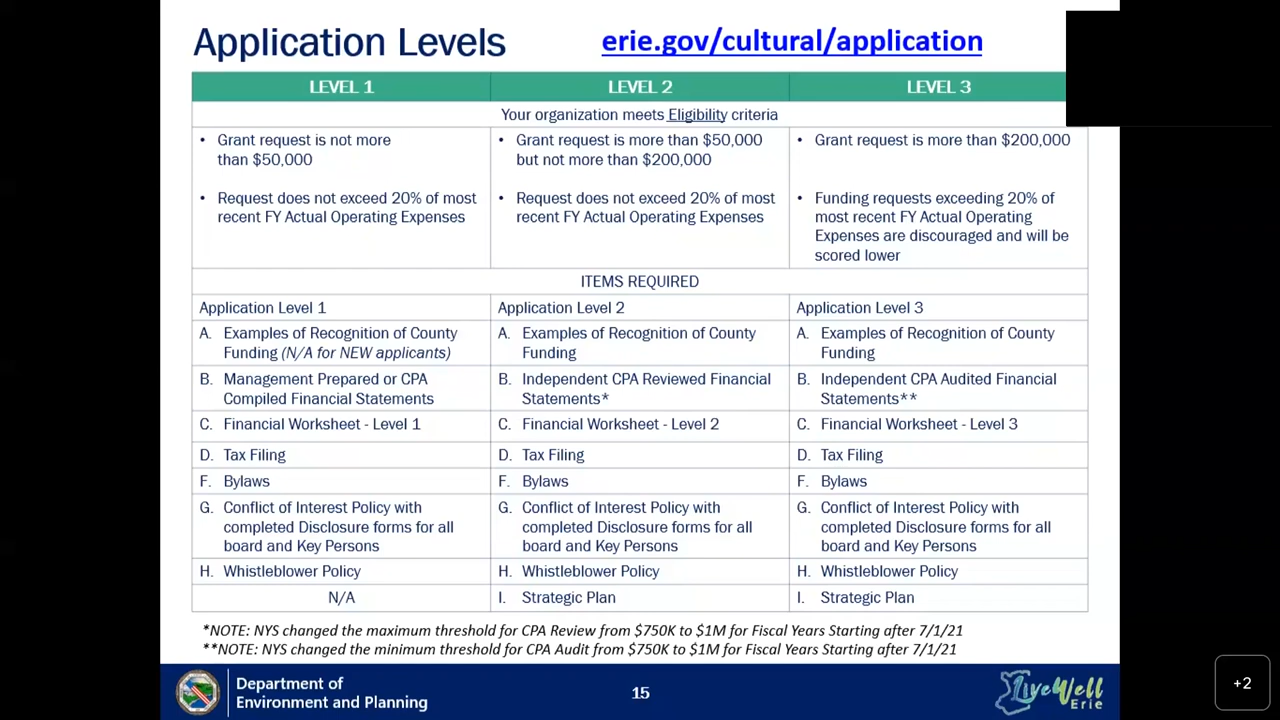 Application Levels
erie.gov/cultural/application
LEVEL 1
LEVEL 2
LEVEL 3
Your organization meets Eligibility criteria
• Grant request is not more
than $50,000
• Request does not exceed 20% of most
recent FY Actual Operating Expenses
• Grant request is more than $50,000
but not more than $200,000
• Request does not exceed 20% of most
recent FY Actual Operating Expenses
• Grant request is more than $200,000
• Funding requests exceeding 20% of
most recent FY Actual Operating
Expenses are discouraged and will be
scored lower
ITEMS REQUIRED
Application Level 1
Application Level 2
Application Level 3
A. Examples of Recognition of County
Funding (N/A for NEW applicants)
A. Examples of Recognition of County
Funding
A. Examples of Recognition of County
Funding
B. Management Prepared or CPA
Compiled Financial Statements
B. Independent CPA Reviewed Financial
Statements*
B. Independent CPA Audited Financial
Statements**
C. Financial Worksheet - Level 1
C. Financial Worksheet - Level 2
C. Financial Worksheet - Level 3
D. Tax Filing
D. Tax Filing
D. Tax Filing
F. Bylaws
F. Bylaws
F. Bylaws
G. Conflict of Interest Policy with
completed Disclosure forms for all
board and Key Persons
G. Conflict of Interest Policy with
completed Disclosure forms for all
board and Key Persons
G. Conflict of Interest Policy with
completed Disclosure forms for all
board and Key Persons
H. Whistleblower Policy
H. Whistleblower Policy
H. Whistleblower Policy
N/A
I. Strategic Plan
I. Strategic Plan
*NOTE: NYS changed the maximum threshold for CPA Review from $750K to $1M for Fiscal Years Starting after 7/1/21
**NOTE: NYS changed the minimum threshold for CPA Audit from $750K to $1M for Fiscal Years Starting after 7/1/21
Department of
Environment and Planning
15
LiveWell
Erie
+2